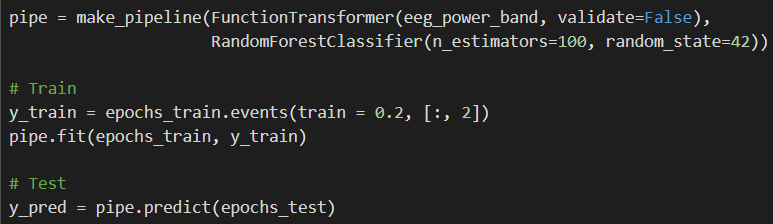 pipe = make_pipeline(FunctionTransformer(eeg_power_band, validate=False),
RandomForestClassifier(n_estimators=100, random_state=42))
# Train
y_train = epochs_train.events(train = 0.2, [:, 2])
pipe.fit(epochs_train, y_train)
# Test
y_pred = pipe.predict(epochs_test)